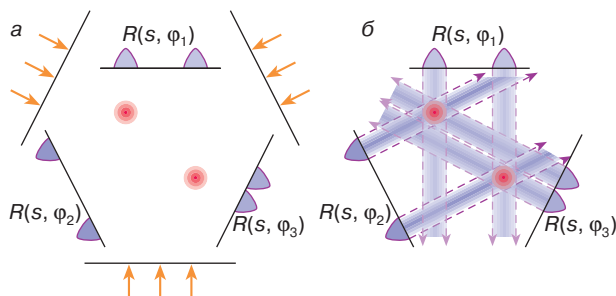 а
R(s, φ₁)
R(s, φ₂)
R(s, φ₃)
б
R(s, φ₁)
R(s, φ₂)
R(s, φ₃)